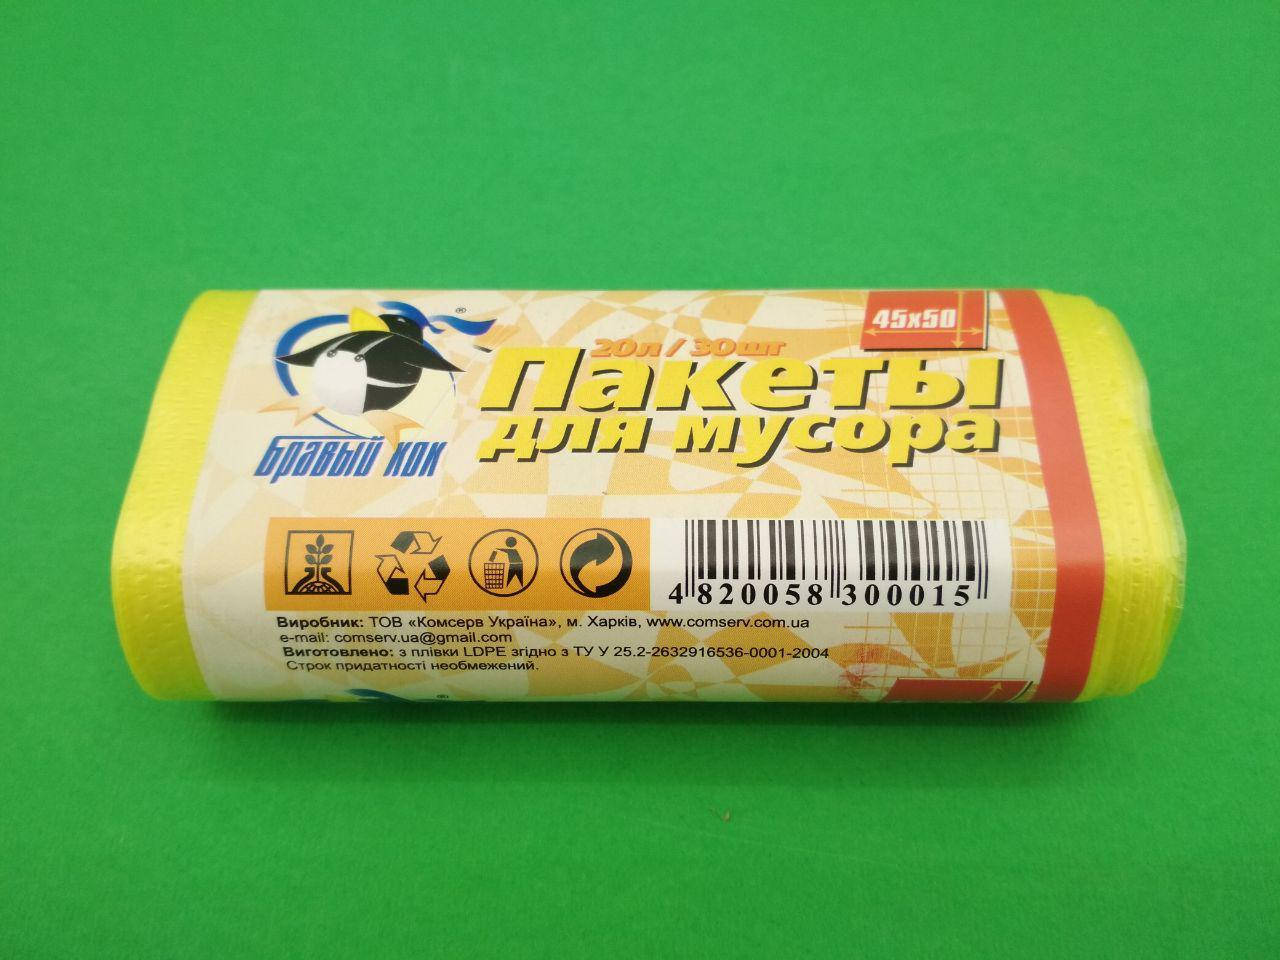 ®
45x50
20л / 30шт
Пакеты
для мусора
Бравый кок
4 820058 300015
Виробник: ТОВ «Комсерв Україна», м. Харків, www.comserv.com.ua
e-mail: comserv.ua@gmail.com
Виготовлено: з плівки LDPE згідно з ТУ У 25.2-2632916536-0001-2004
Строк придатності необмежений.
®